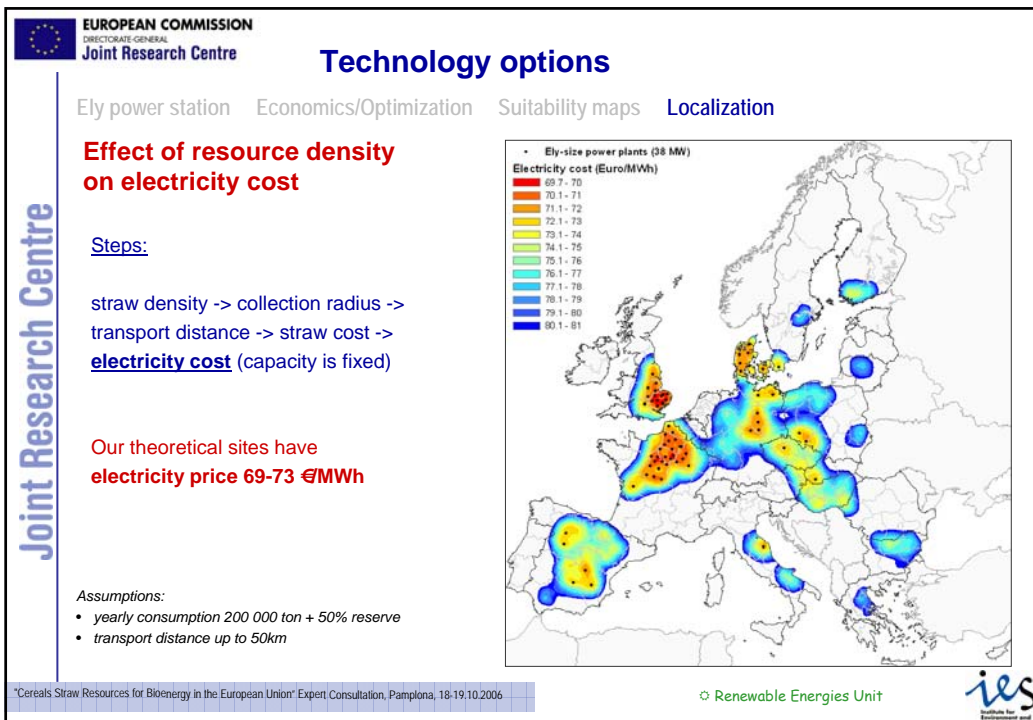 EUROPEAN COMMISSION
DIRECTORATE-GENERAL
Joint Research Centre
Technology options
Ely power station Economics/Optimization Suitability maps Localization
Joint Research Centre
Effect of resource density
on electricity cost
Steps:
straw density -> collection radius ->
transport distance -> straw cost ->
electricity cost (capacity is fixed)
Our theoretical sites have
electricity price 69-73 €/MWh
Assumptions:
• yearly consumption 200 000 ton + 50% reserve
• transport distance up to 50km
• Ely-size power plants (38 MW)
Electricity cost (Euro/MWh)
69.7 - 70
70.1 - 71
71.1 - 72
72.1 - 73
73.1 - 74
74.1 - 75
75.1 - 76
76.1 - 77
77.1 - 78
78.1 - 79
79.1 - 80
80.1 - 81
"Cereals Straw Resources for Bioenergy in the European Union" Expert Consultation, Pamplona, 18-19.10.2006
Renewable Energies Unit
ies
Institute for
Environment and